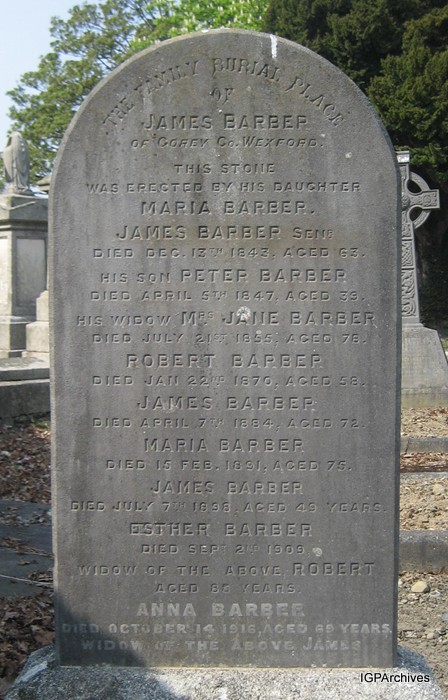 THE FAMILY BURIAL PLACE
OF
JAMES BARBER
OF GOREY CO. WEXFORD.
THIS STONE
WAS ERECTED BY HIS DAUGHTER
MARIA BARBER.
JAMES BARBER SENR
DIED DEC. 13TH 1843. AGED 63.
HIS SON PETER BARBER
DIED APRIL 5TH 1847. AGED 33.
HIS WIDOW MRS JANE BARBER
DIED JULY 21ST 1855. AGED 76.
ROBERT BARBER
DIED JAN 22ND 1870. AGED 58.
JAMES BARBER
DIED APRIL 7TH 1884. AGED 72.
MARIA BARBER
DIED 15 FEB. 1891. AGED 75.
JAMES BARBER
DIED JULY 7TH 1896. AGED 49 YEARS.
ESTHER BARBER
DIED SEPT 2ND 1909
WIDOW OF THE ABOVE ROBERT
AGED 85 YEARS.
ANNA BARBER
DIED OCTOBER 14 1916, AGED 69 YEARS
WIDOW OF THE ABOVE JAMES
IGPArchives